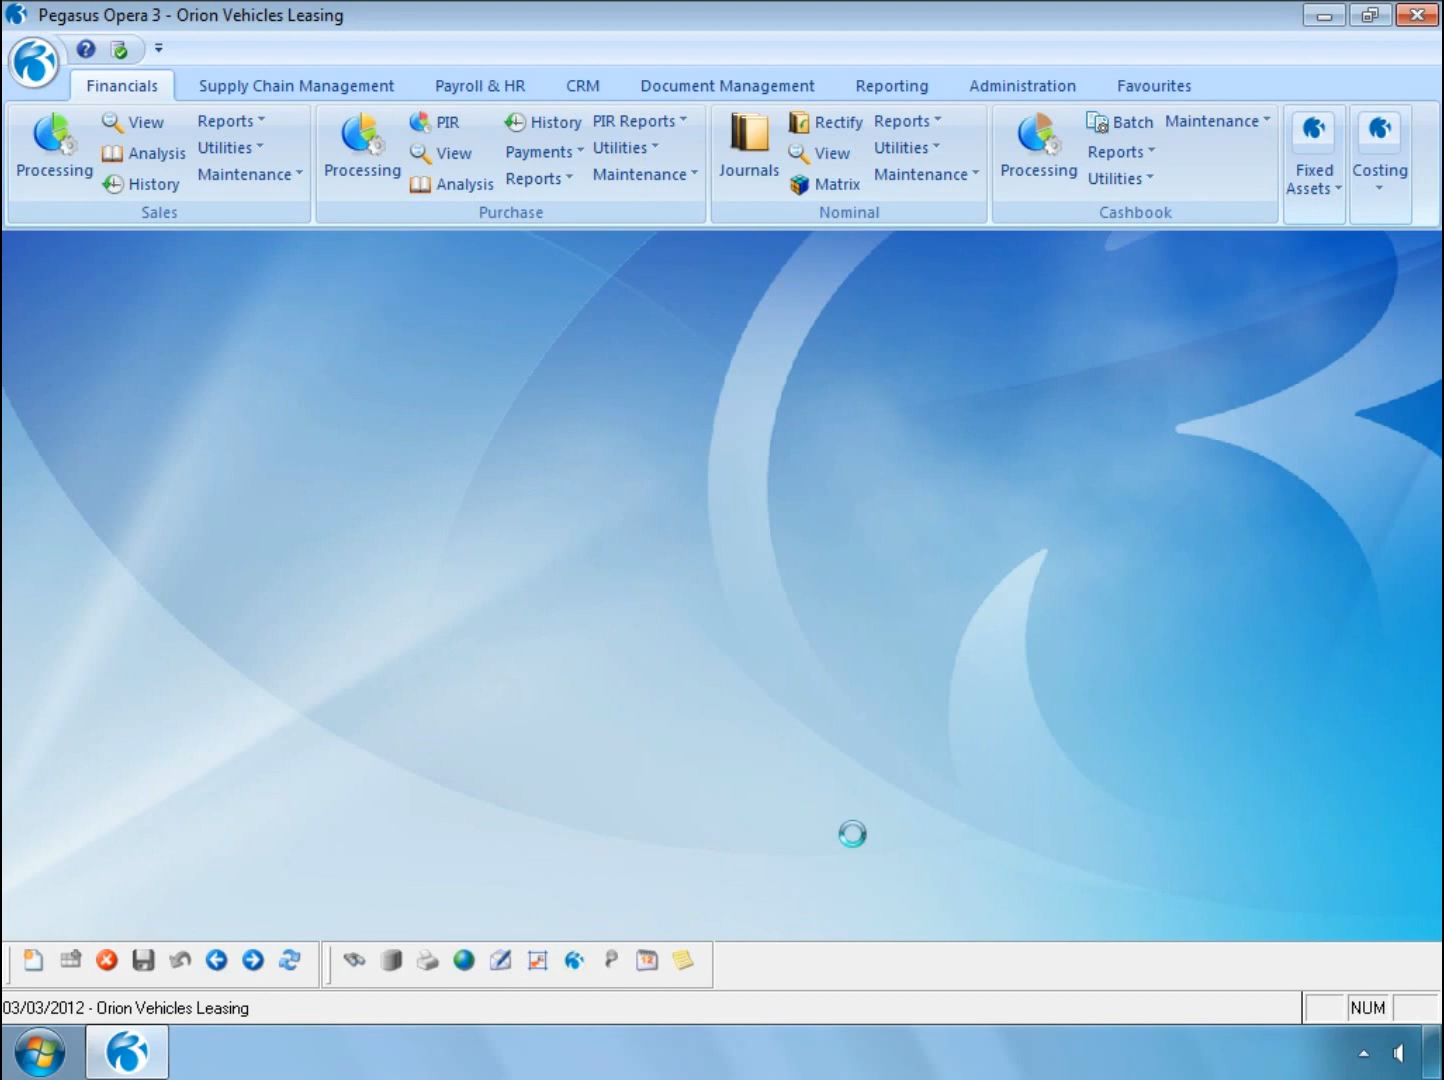 Pegasus Opera 3 - Orion Vehicles Leasing
Financials Supply Chain Management Payroll & HR CRM Document Management Reporting Administration Favourites
Processing
View
Analysis
History
Reports
Utilities
Maintenance
Sales
Processing
PIR
View
Analysis
History
Payments
Reports
PIR Reports
Utilities
Maintenance
Purchase
Journals
Rectify
View
Matrix
Reports
Utilities
Maintenance
Nominal
Processing
Batch
Reports
Utilities
Maintenance
Cashbook
Fixed
Assets
Costing
12
03/03/2012 - Orion Vehicles Leasing
NUM